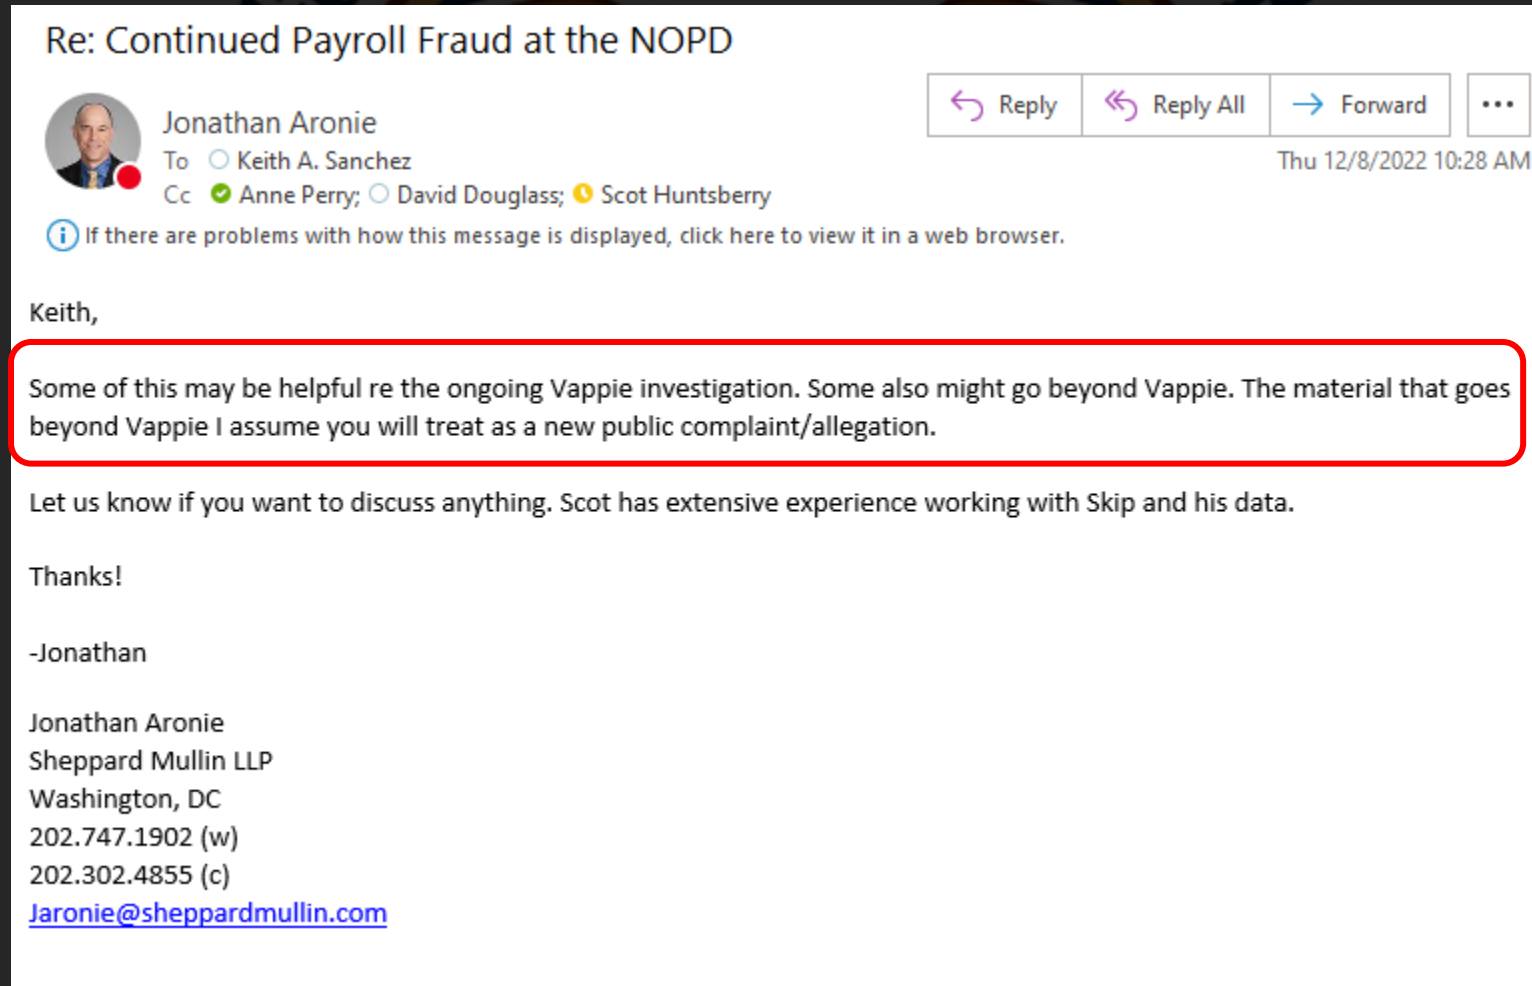 Re: Continued Payroll Fraud at the NOPD
Jonathan Aronie
Reply
Reply All
Forward
To Keith A. Sanchez
Thu 12/8/2022 10:28 AM
Cc Anne Perry; David Douglass; Scot Huntsberry
If there are problems with how this message is displayed, click here to view it in a web browser.
Keith,
Some of this may be helpful re the ongoing Vappie investigation. Some also might go beyond Vappie. The material that goes
beyond Vappie I assume you will treat as a new public complaint/allegation.
Let us know if you want to discuss anything. Scot has extensive experience working with Skip and his data.
Thanks!
-Jonathan
Jonathan Aronie
Sheppard Mullin LLP
Washington, DC
202.747.1902 (w)
202.302.4855 (c)
Jaronie@sheppardmullin.com